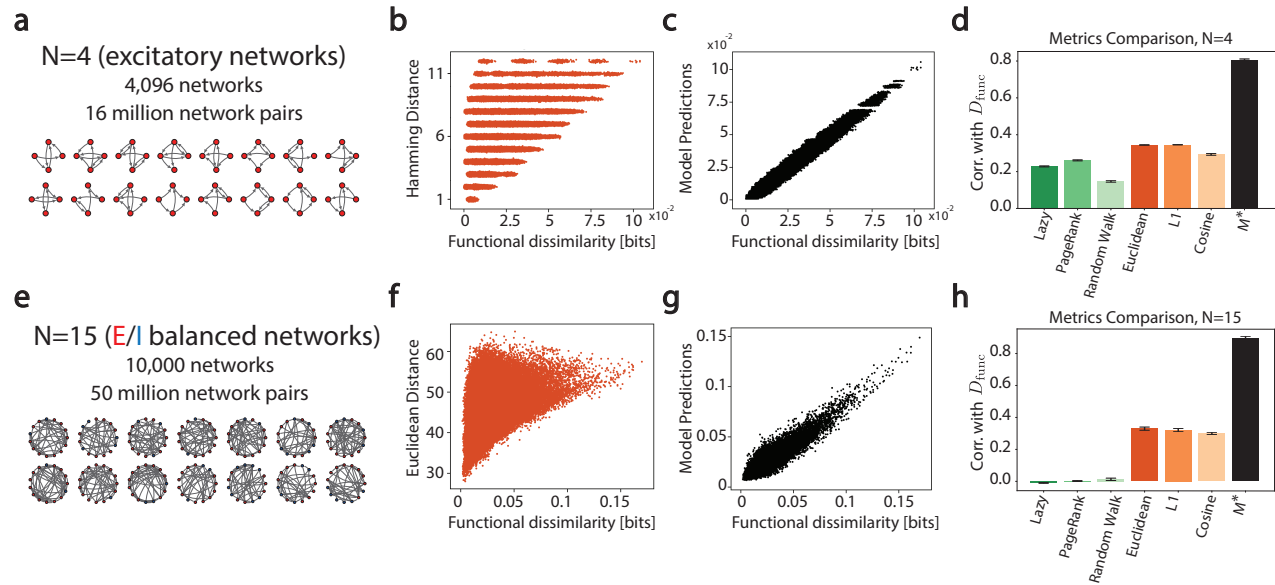 a
N=4 (excitatory networks)
4,096 networks
16 million network pairs
b
Hamming Distance
11
6
1
0
2.5
5.0
7.5
10
x10⁻²
Functional dissimilarity [bits]
c
x10⁻²
Model Predictions
10
7.5
5.0
2.5
0
0
2.5
5.0
7.5
10
x10⁻²
Functional dissimilarity [bits]
d
Metrics Comparison, N=4
Corr. with D_func
0.8
0.6
0.4
0.2
0.0
Lazy
PageRank
Random Walk
Euclidean
L1
Cosine
M*
e
N=15 (E/I balanced networks)
10,000 networks
50 million network pairs
f
Euclidean Distance
60
50
40
30
0
0.05
0.1
0.15
Functional dissimilarity [bits]
g
Model Predictions
0.15
0.1
0.05
0
0
0.05
0.1
0.15
Functional dissimilarity [bits]
h
Metrics Comparison, N=15
Corr. with D_func
0.8
0.6
0.4
0.2
0.0
Lazy
PageRank
Random Walk
Euclidean
L1
Cosine
M*